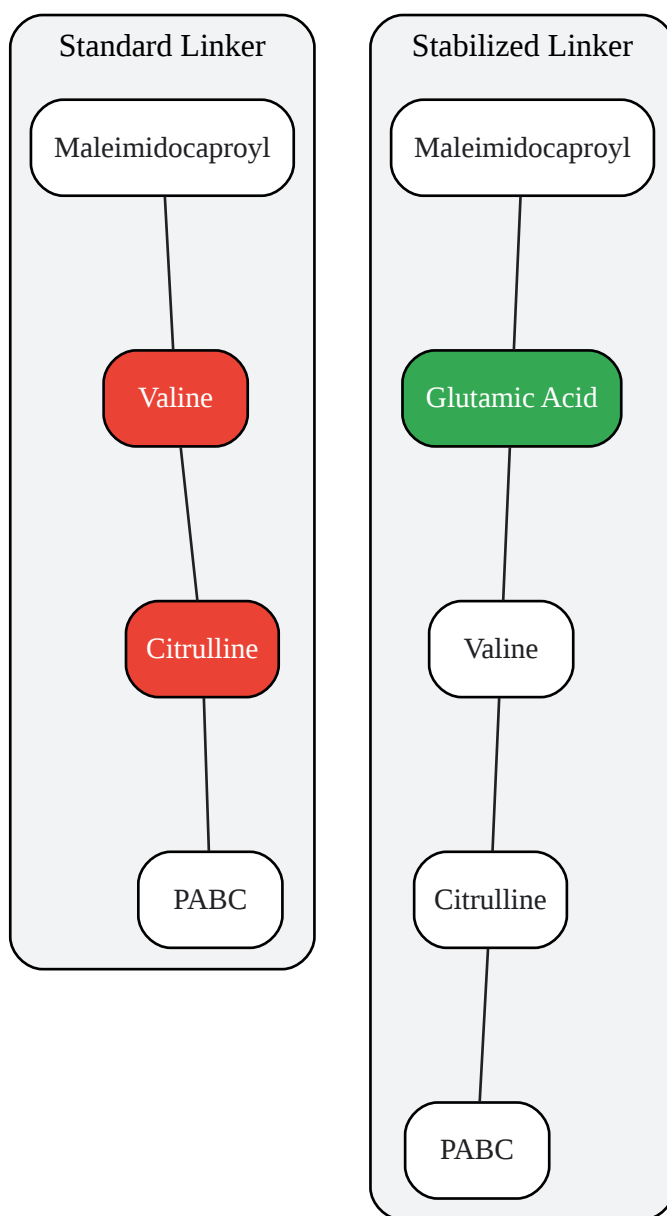 Standard Linker
Maleimidocaproyl
Valine
Citrulline
PABC
Stabilized Linker
Maleimidocaproyl
Glutamic Acid
Valine
Citrulline
PABC